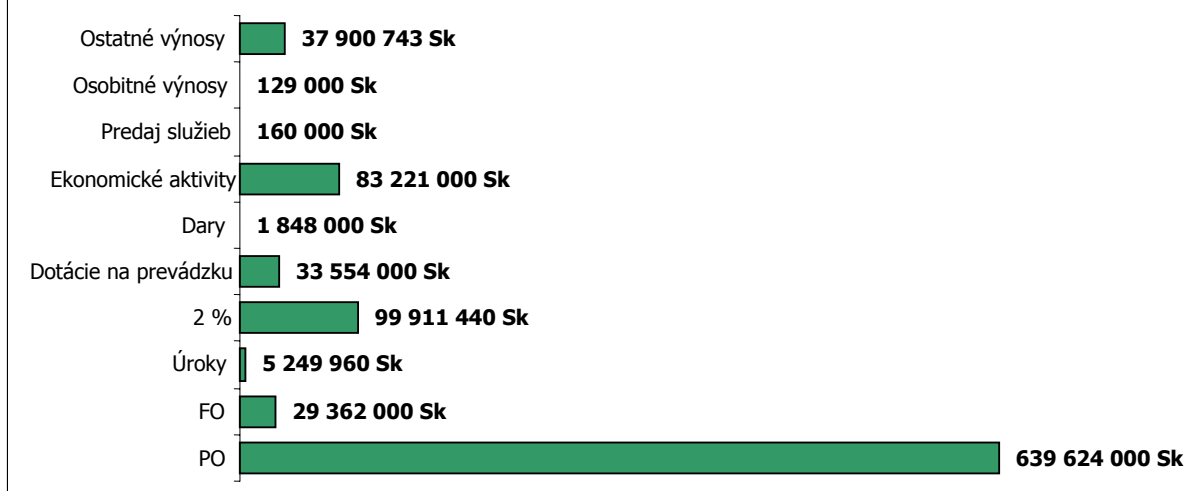 Ostatné výnosy 37 900 743 Sk
Osobitné výnosy 129 000 Sk
Predaj služieb 160 000 Sk
Ekonomické aktivity 83 221 000 Sk
Dary 1 848 000 Sk
Dotácie na prevádzku 33 554 000 Sk
2 % 99 911 440 Sk
Úroky 5 249 960 Sk
FO 29 362 000 Sk
PO 639 624 000 Sk